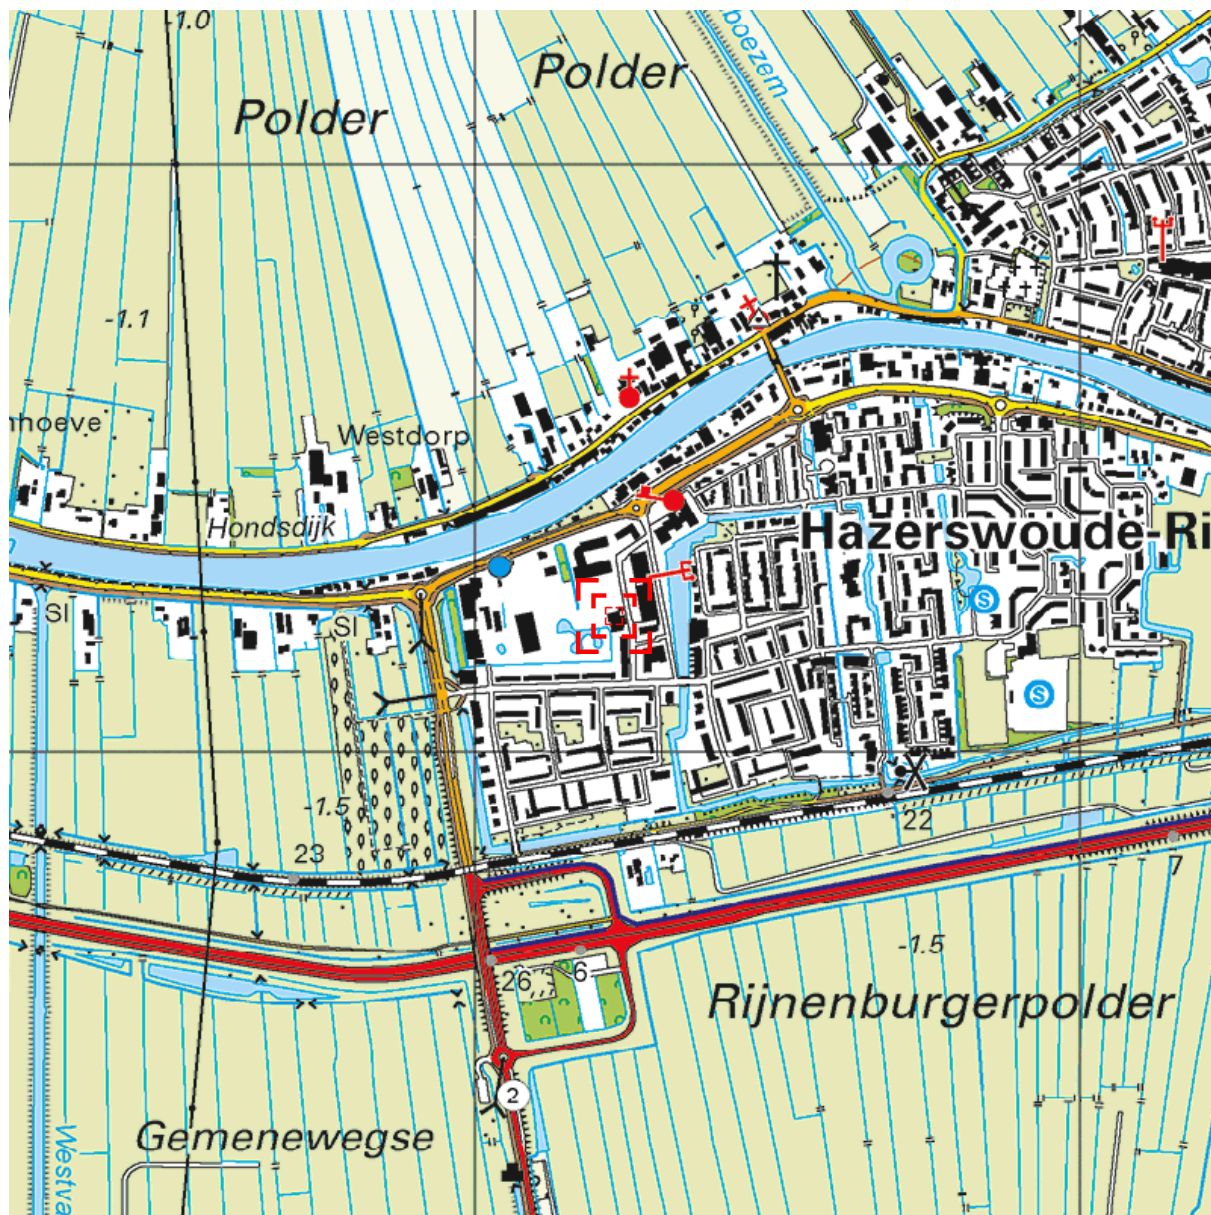 -1.0
boezem
Polder
Polder
-1.1
hoeve
Westdorp
Hondsdijk
Hazerswoude-Ri
S
SI
SI
S
-1.5
22
23
7
-1.5
26
6
Rijnenburgerpolder
2
Gemenewegse
Westva